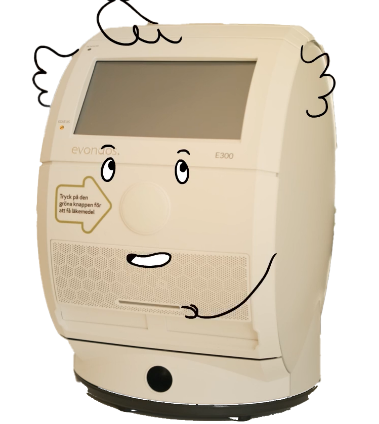 evondos
E300
Tryck på den
gröna knappen för
att få läkemedel